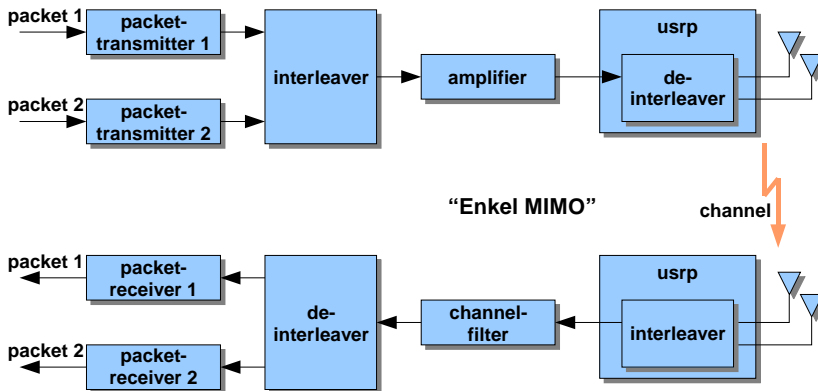 packet 1
packet-
transmitter 1
packet 2
packet-
transmitter 2
interleaver
amplifier
usrp
de-
interleaver
“Enkel MIMO”
channel
packet 1
packet-
receiver 1
packet 2
packet-
receiver 2
de-
interleaver
channel-
filter
usrp
interleaver